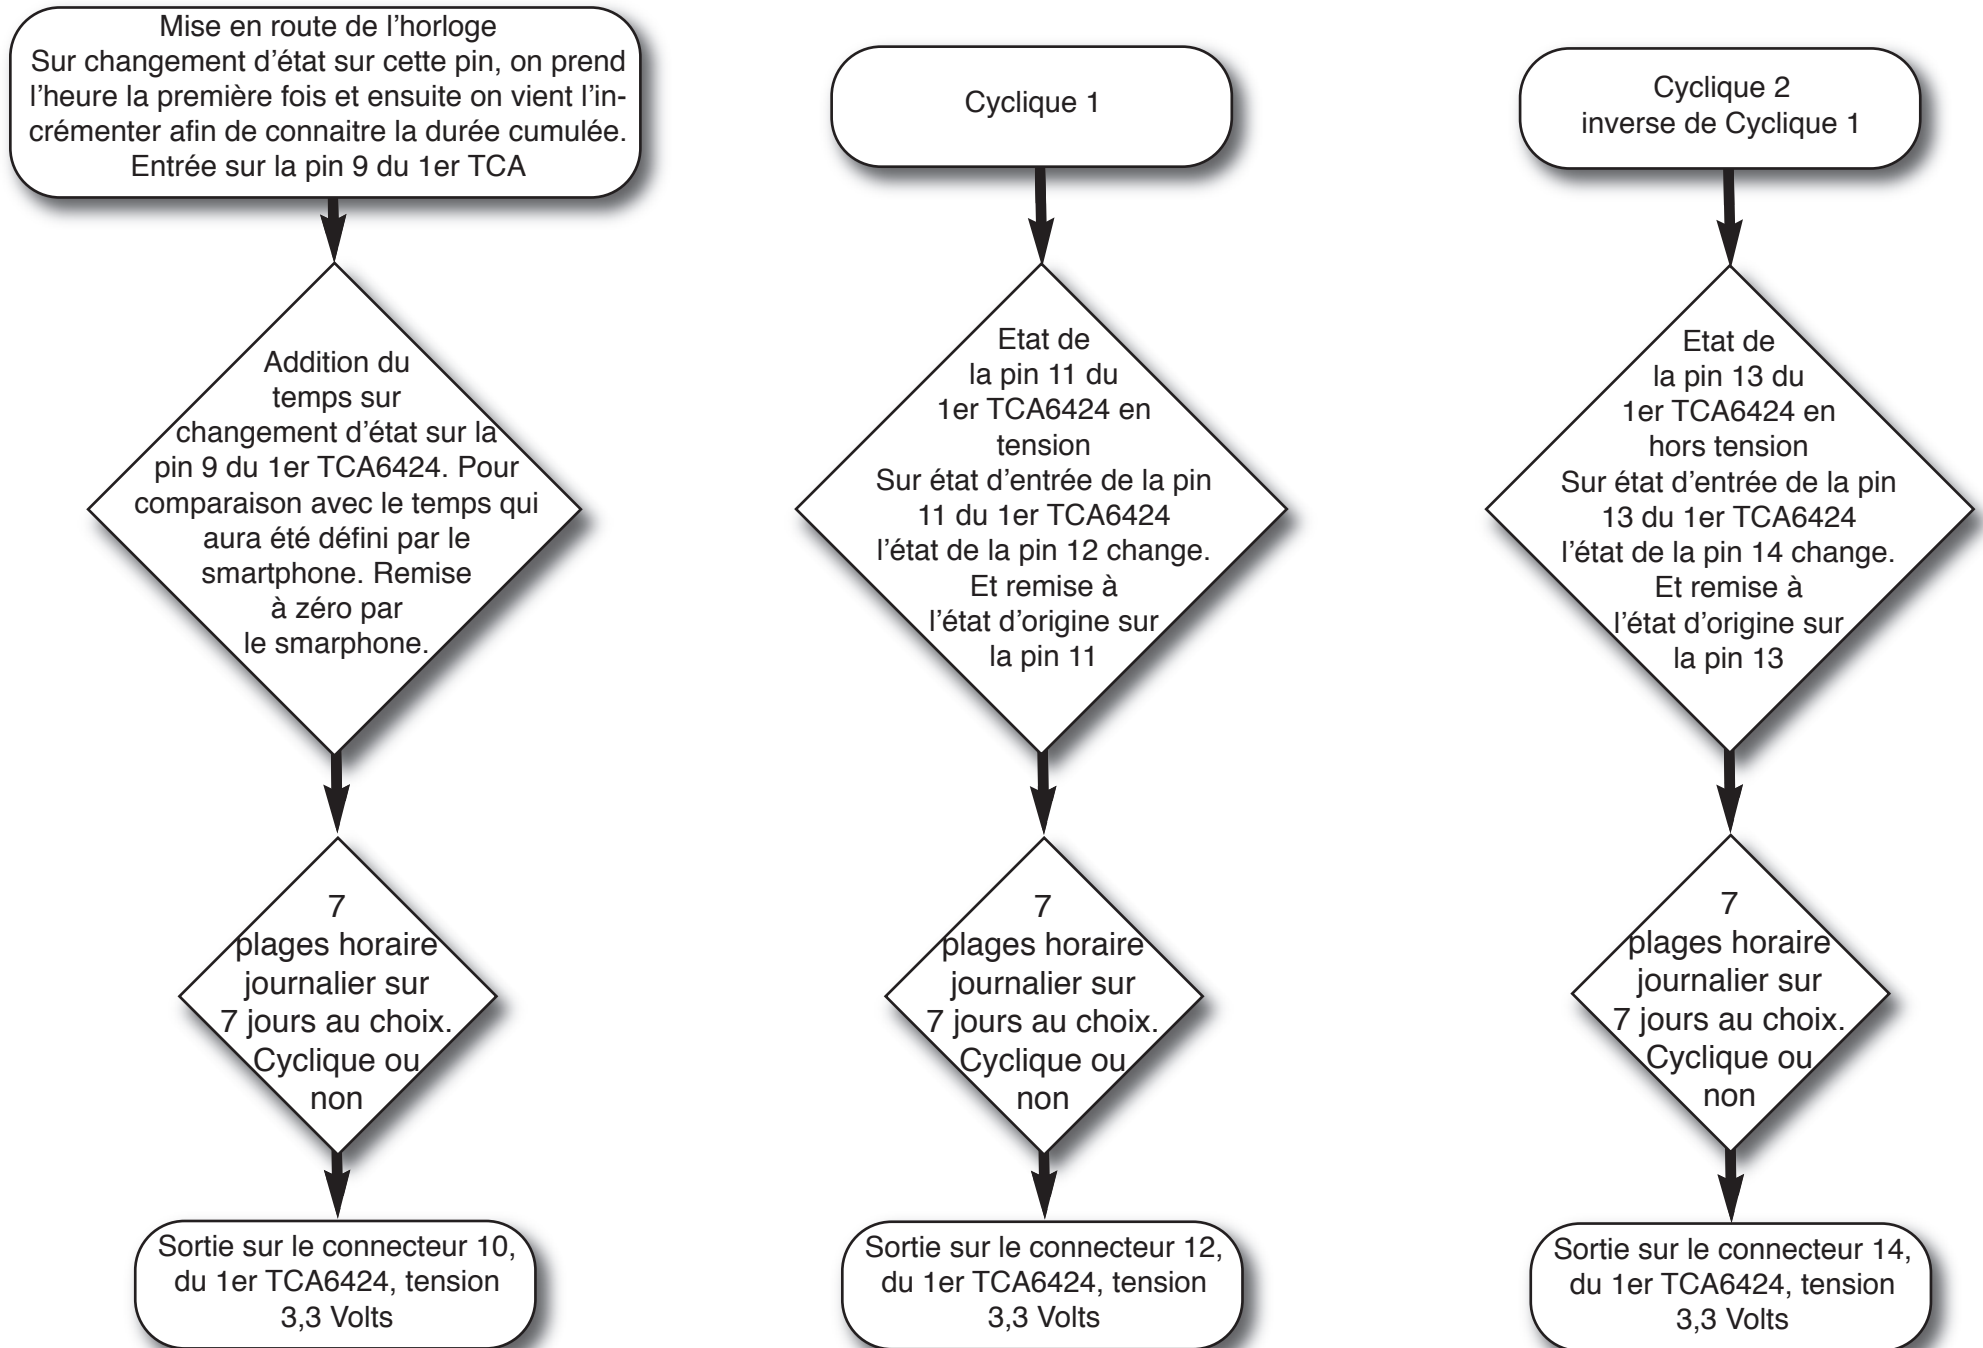 Mise en route de l'horloge
Sur changement d'état sur cette pin, on prend
l'heure la première fois et ensuite on vient l'in-
crémenter afin de connaitre la durée cumulée.
Entrée sur la pin 9 du 1er TCA
Addition du
temps sur
changement d'état sur la
pin 9 du 1er TCA6424. Pour
comparaison avec le temps qui
aura été défini par le
smartphone. Remise
à zéro par
le smarphone.
7
plages horaire
journalier sur
7 jours au choix.
Cyclique ou
non
Sortie sur le connecteur 10,
du 1er TCA6424, tension
3,3 Volts
Cyclique 1
Etat de
la pin 11 du
1er TCA6424 en
tension
Sur état d'entrée de la pin
11 du 1er TCA6424
l'état de la pin 12 change.
Et remise à
l'état d'origine sur
la pin 11
7
plages horaire
journalier sur
7 jours au choix.
Cyclique ou
non
Sortie sur le connecteur 12,
du 1er TCA6424, tension
3,3 Volts
Cyclique 2
inverse de Cyclique 1
Etat de
la pin 13 du
1er TCA6424 en
hors tension
Sur état d'entrée de la pin
13 du 1er TCA6424
l'état de la pin 14 change.
Et remise à
l'état d'origine sur
la pin 13
7
plages horaire
journalier sur
7 jours au choix.
Cyclique ou
non
Sortie sur le connecteur 14,
du 1er TCA6424, tension
3,3 Volts